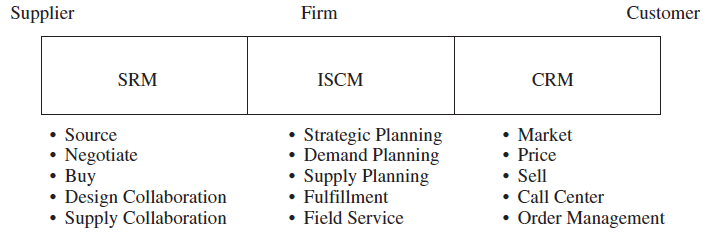 Supplier Firm Customer
SRM ISCM CRM
• Source
• Negotiate
• Buy
• Design Collaboration
• Supply Collaboration
• Strategic Planning
• Demand Planning
• Supply Planning
• Fulfillment
• Field Service
• Market
• Price
• Sell
• Call Center
• Order Management